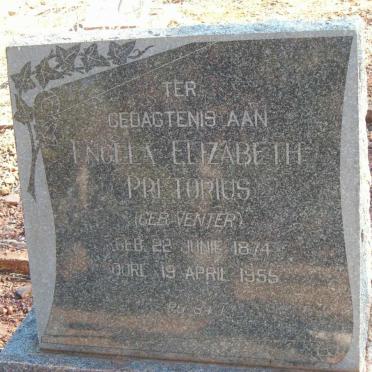 TER
GEDAGTENIS AAN
ENGELA ELIZABETH
PRETORIUS
(GEB. VENTER)
GEB. 22 JUNIE 1874
OORL. 19 APRIL 1955